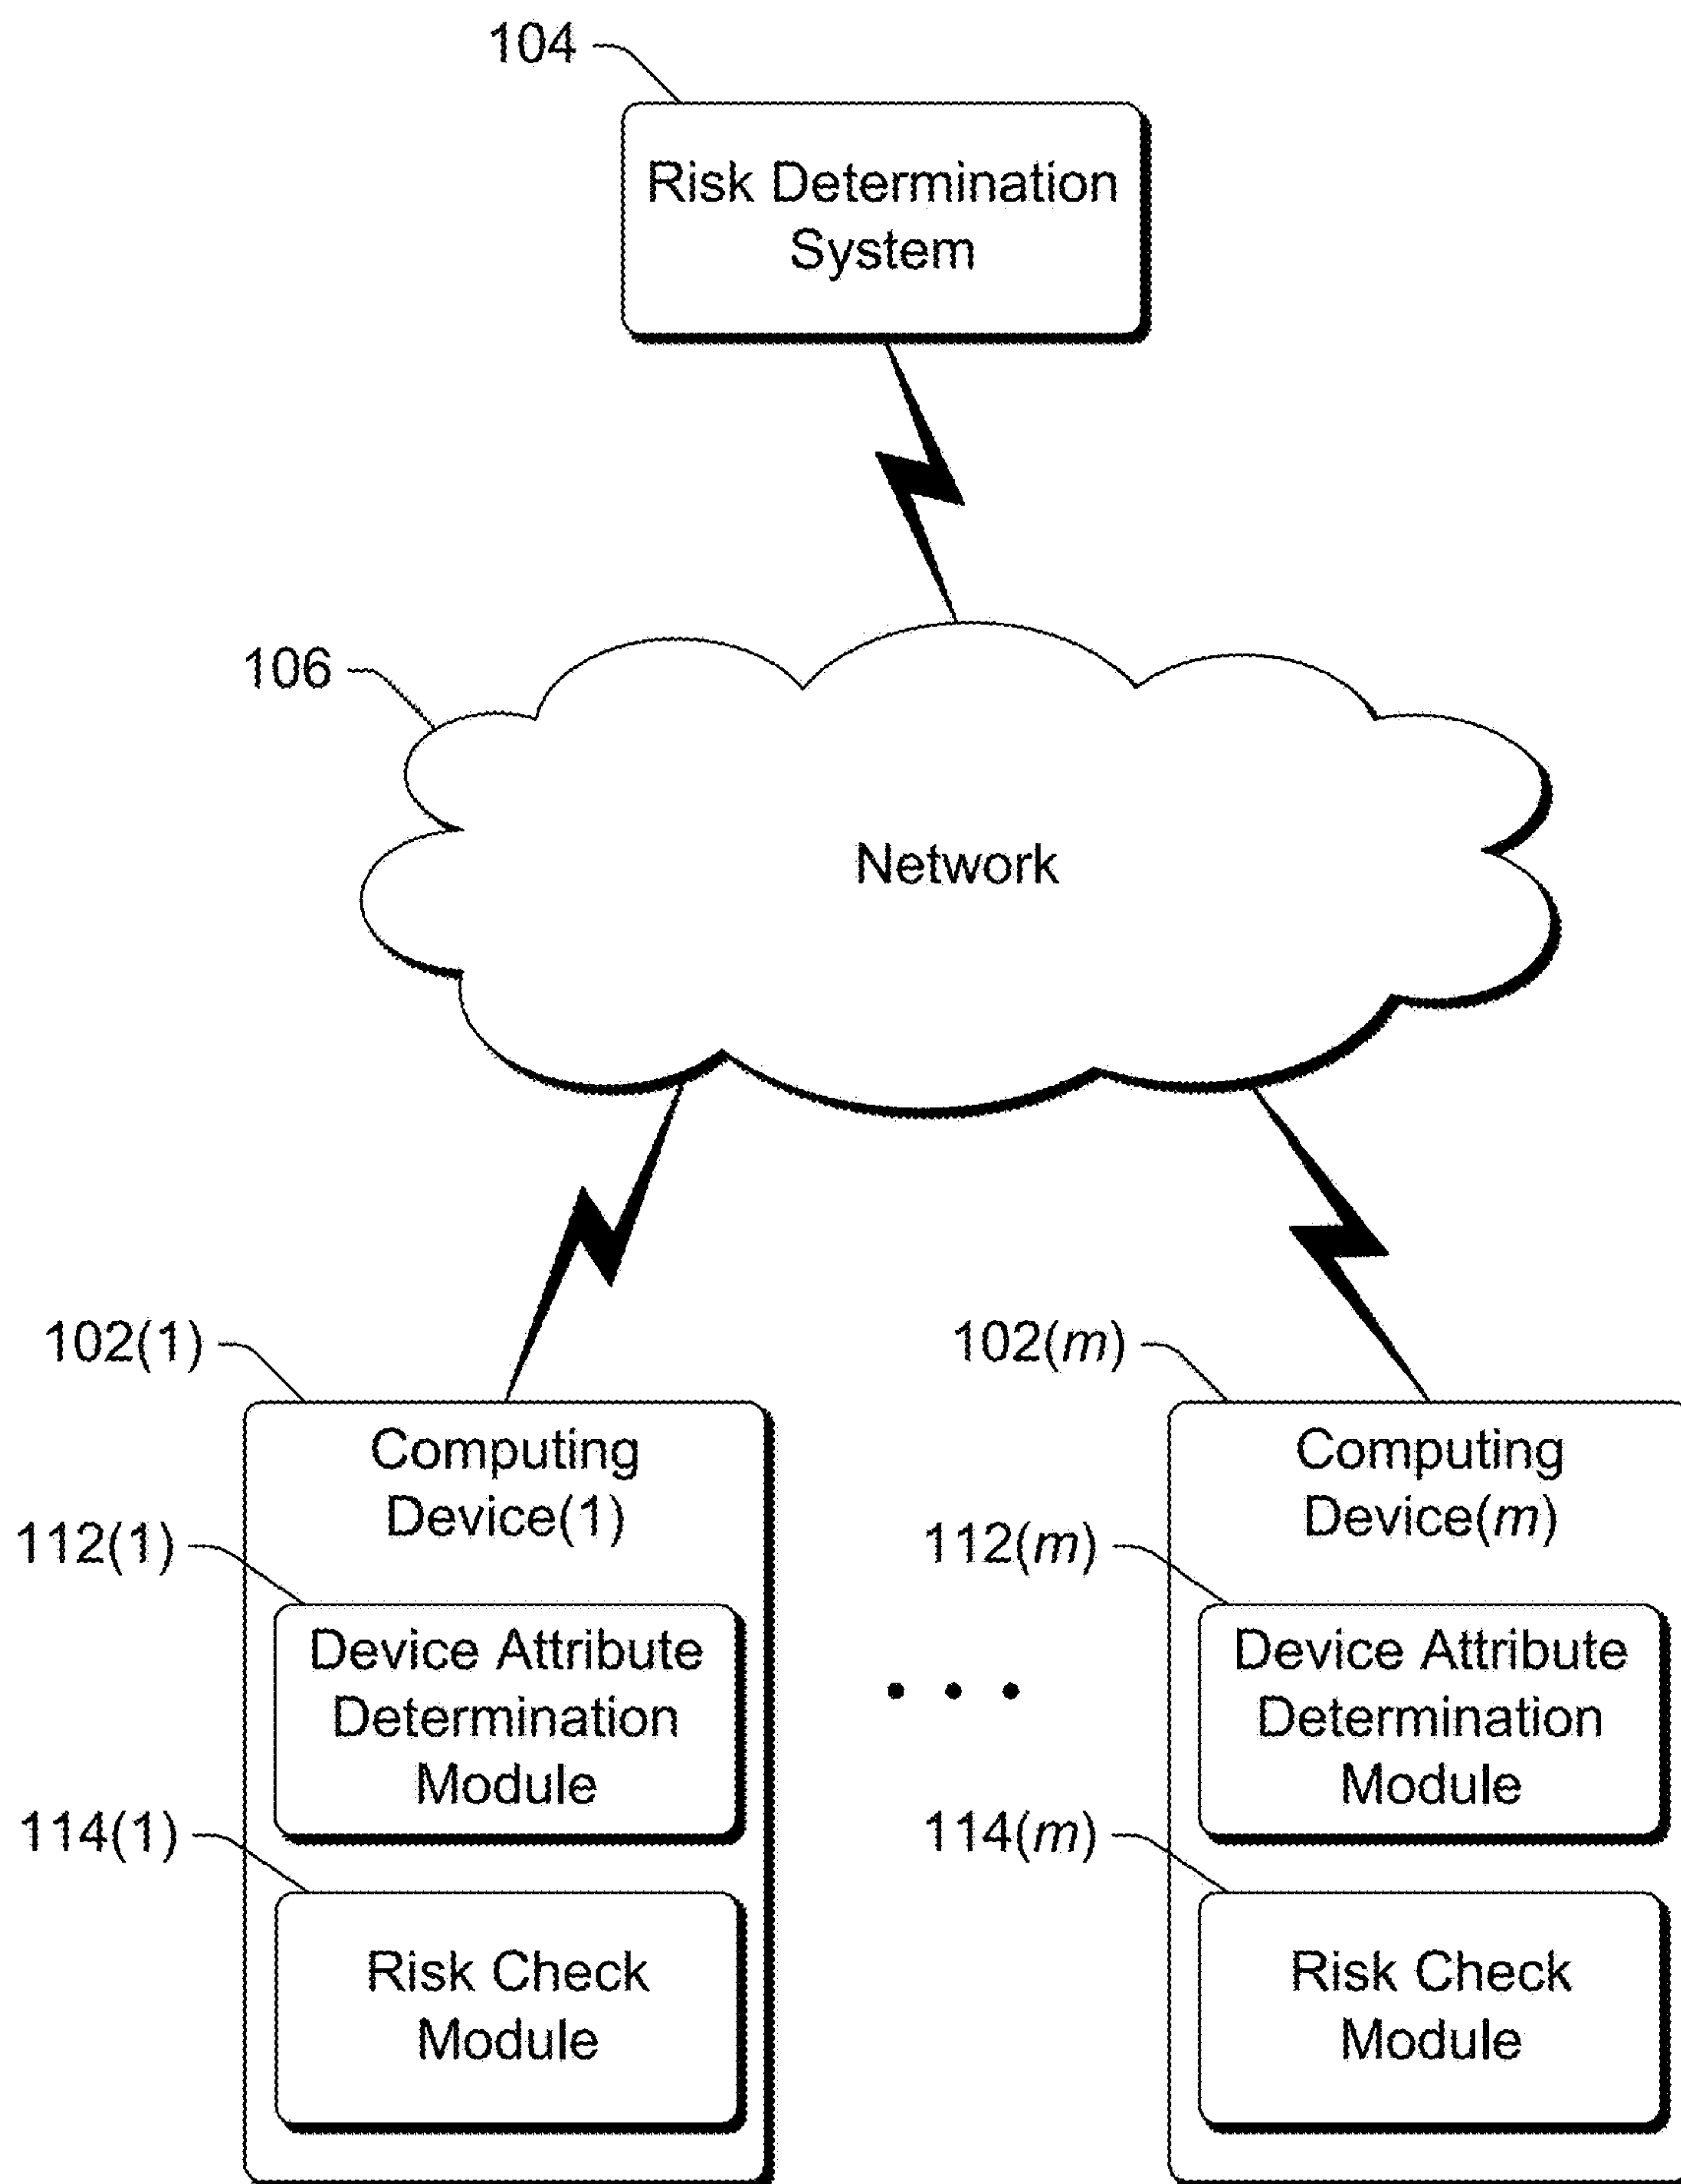 104
Risk Determination
System
106
Network
102(1)
Computing
Device(1)
112(1)
Device Attribute
Determination
Module
114(1)
Risk Check
Module
• • •
102(m)
Computing
Device(m)
112(m)
Device Attribute
Determination
Module
114(m)
Risk Check
Module